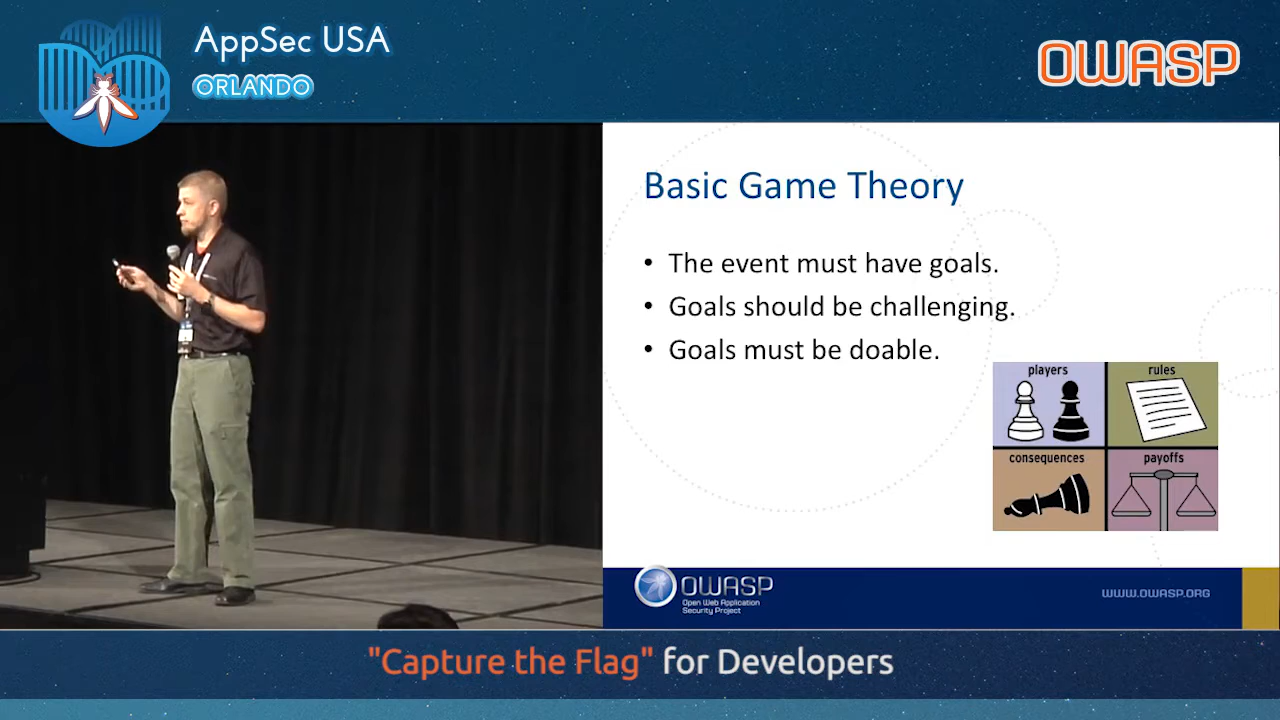 AppSec USA
ORLANDO
OWASP
Basic Game Theory
• The event must have goals.
• Goals should be challenging.
• Goals must be doable.
players
rules
consequences
payoffs
OWASP
Open Web Application
Security Project
WWW.OWASP.ORG
"Capture the Flag" for Developers